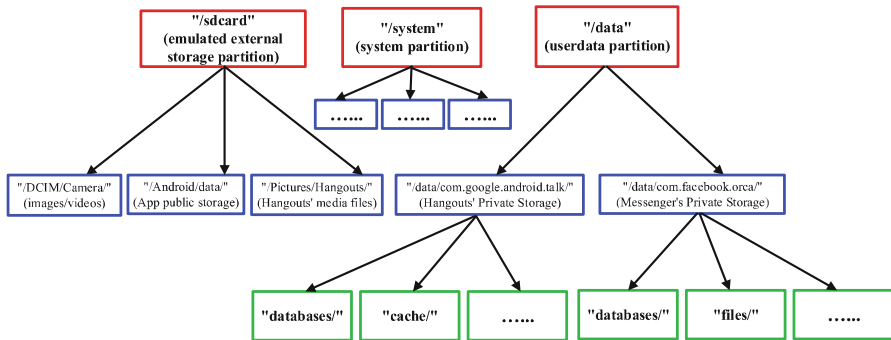 "/sdcard"
(emulated external
storage partition)
"/system"
(system partition)
"/data"
(userdata partition)
…...
…...
…...
"/DCIM/Camera/"
(images/videos)
"/Android/data/"
(App public storage)
"/Pictures/Hangouts/"
(Hangouts' media files)
"/data/com.google.android.talk/"
(Hangouts' Private Storage)
"/data/com.facebook.orca/"
(Messenger's Private Storage)
"databases/"
"cache/"
…...
"databases/"
"files/"
…...